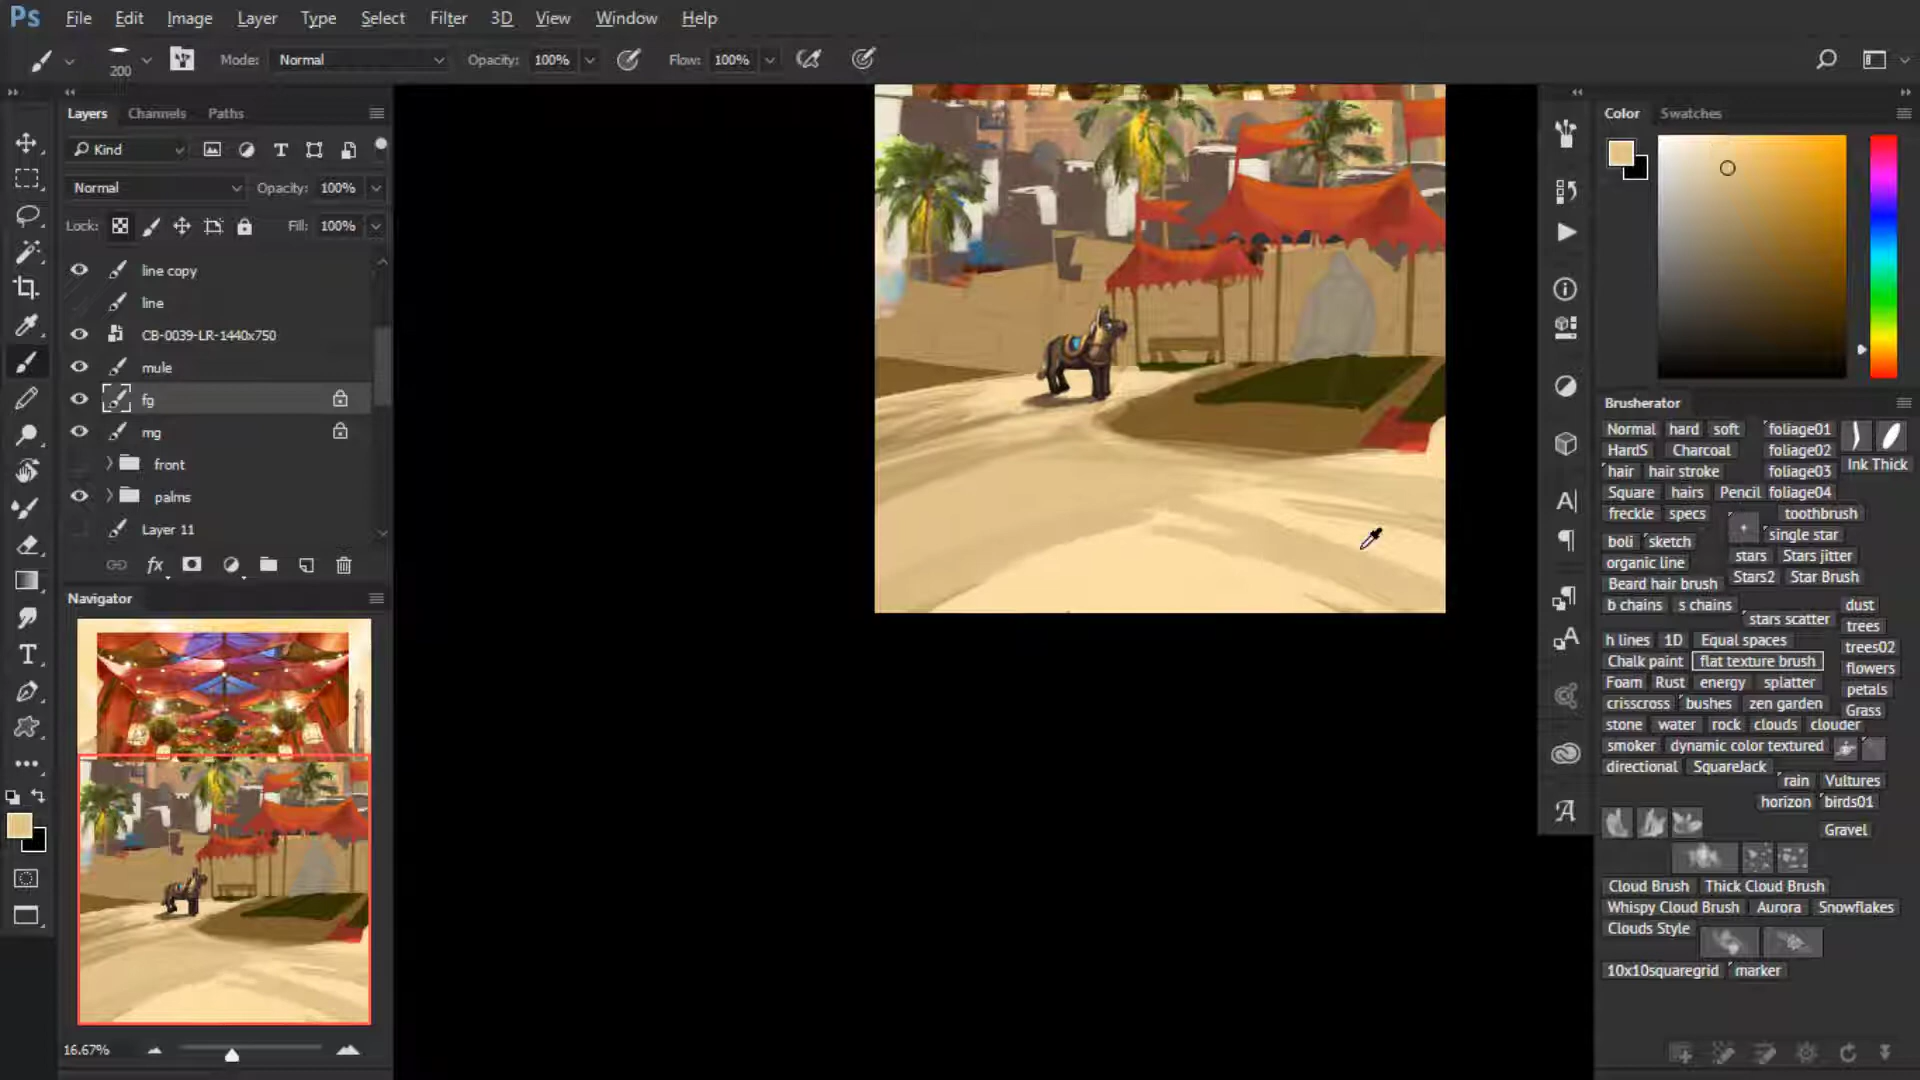 Ps File Edit Image Layer Type Select Filter 3D View Window Help
200 Mode: Normal Opacity: 100% Flow: 100%
Layers Channels Paths
Kind T
Normal Opacity: 100%
Lock: Fill: 100%
line copy
line
CB-0039-LR-1440x750
mule
fg
mg
front
palms
Layer 11
fx
Navigator
16.67%
Color Swatches
Brusherator
Normal hard soft foliage01
HardS Charcoal foliage02
Ink Thick
hair hair stroke foliage03
Square hairs Pencil foliage04
freckle specs toothbrush
boli sketch single star
organic line stars Stars jitter
Beard hair brush Stars2 Star Brush
b chains s chains stars scatter dust
trees
h lines 1D Equal spaces trees02
Chalk paint flat texture brush flowers
Foam Rust energy splatter petals
crisscross bushes zen garden Grass
stone water rock clouds clouder
smoker dynamic color textured
directional SquareJack
rain Vultures
horizon birds01
Gravel
Cloud Brush Thick Cloud Brush
Whispy Cloud Brush Aurora Snowflakes
Clouds Style
10x10squaregrid marker